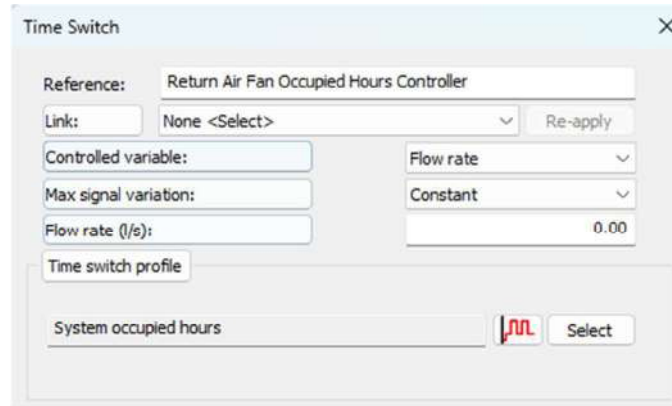 Time Switch
Reference: Return Air Fan Occupied Hours Controller
Link: None <Select> Re-apply
Controlled variable: Flow rate
Max signal variation: Constant
Flow rate (l/s): 0.00
Time switch profile
System occupied hours Select